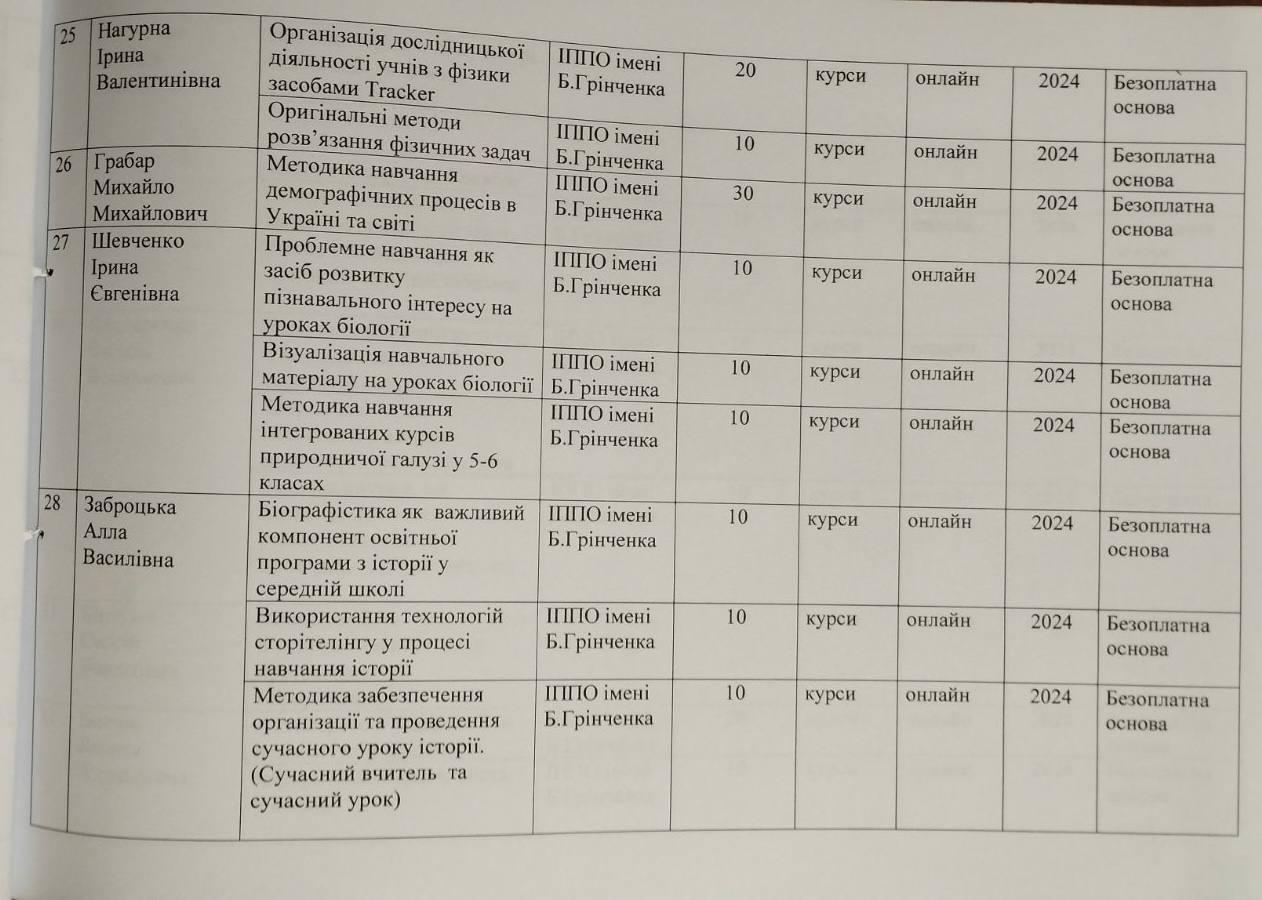 25 Нагурна Організація дослідницької ІППО імені 20 курси онлайн 2024 Безоплатна
Ірина діяльності учнів з фізики Б.Грінченка основа
Валентинівна засобами Tracker
Оригінальні методи ІППО імені 10 курси онлайн 2024 Безоплатна
розв’язання фізичних задач Б.Грінченка основа
26 Грабар Методика навчання ІППО імені 30 курси онлайн 2024 Безоплатна
Михайло демографічних процесів в Б.Грінченка основа
Михайлович Україні та світі
27 Шевченко Проблемне навчання як ІППО імені 10 курси онлайн 2024 Безоплатна
Ірина засіб розвитку Б.Грінченка основа
Євгенівна пізнавального інтересу на
уроках біології
Візуалізація навчального ІППО імені 10 курси онлайн 2024 Безоплатна
матеріалу на уроках біології Б.Грінченка основа
Методика навчання ІППО імені 10 курси онлайн 2024 Безоплатна
інтегрованих курсів Б.Грінченка основа
природничої галузі у 5-6
класах
28 Заброцька Біографістика як важливий ІППО імені 10 курси онлайн 2024 Безоплатна
Алла компонент освітньої Б.Грінченка основа
Василівна програми з історії у
середній школі
Використання технологій ІППО імені 10 курси онлайн 2024 Безоплатна
сторітелінгу у процесі Б.Грінченка основа
навчання історії
Методика забезпечення ІППО імені 10 курси онлайн 2024 Безоплатна
організації та проведення Б.Грінченка основа
сучасного уроку історії.
(Сучасний вчитель та
сучасний урок)